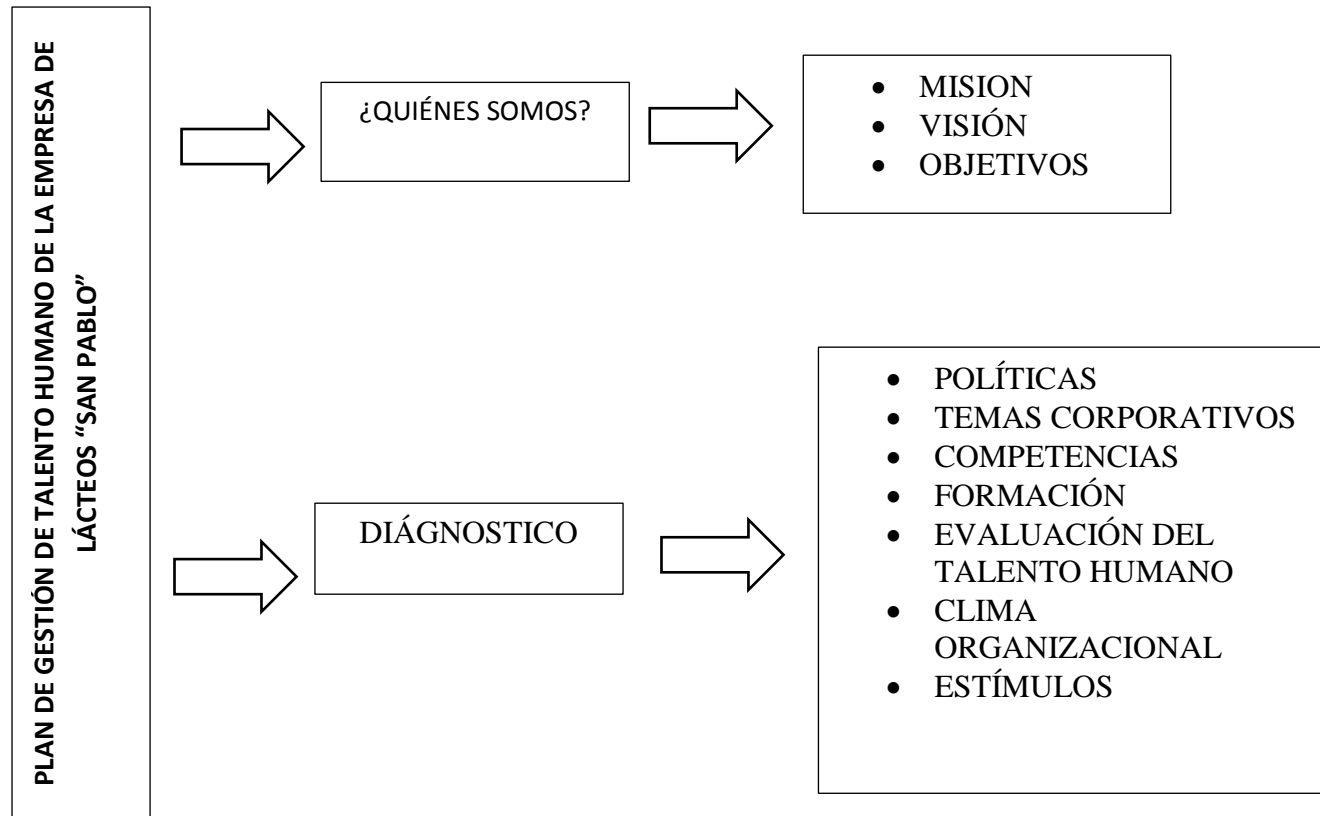 PLAN DE GESTIÓN DE TALENTO HUMANO DE LA EMPRESA DE
LÁCTEOS “SAN PABLO”
¿QUIÉNES SOMOS?
• MISION
• VISIÓN
• OBJETIVOS
DIÁGNOSTICO
• POLÍTICAS
• TEMAS CORPORATIVOS
• COMPETENCIAS
• FORMACIÓN
• EVALUACIÓN DEL
TALENTO HUMANO
• CLIMA
ORGANIZACIONAL
• ESTÍMULOS